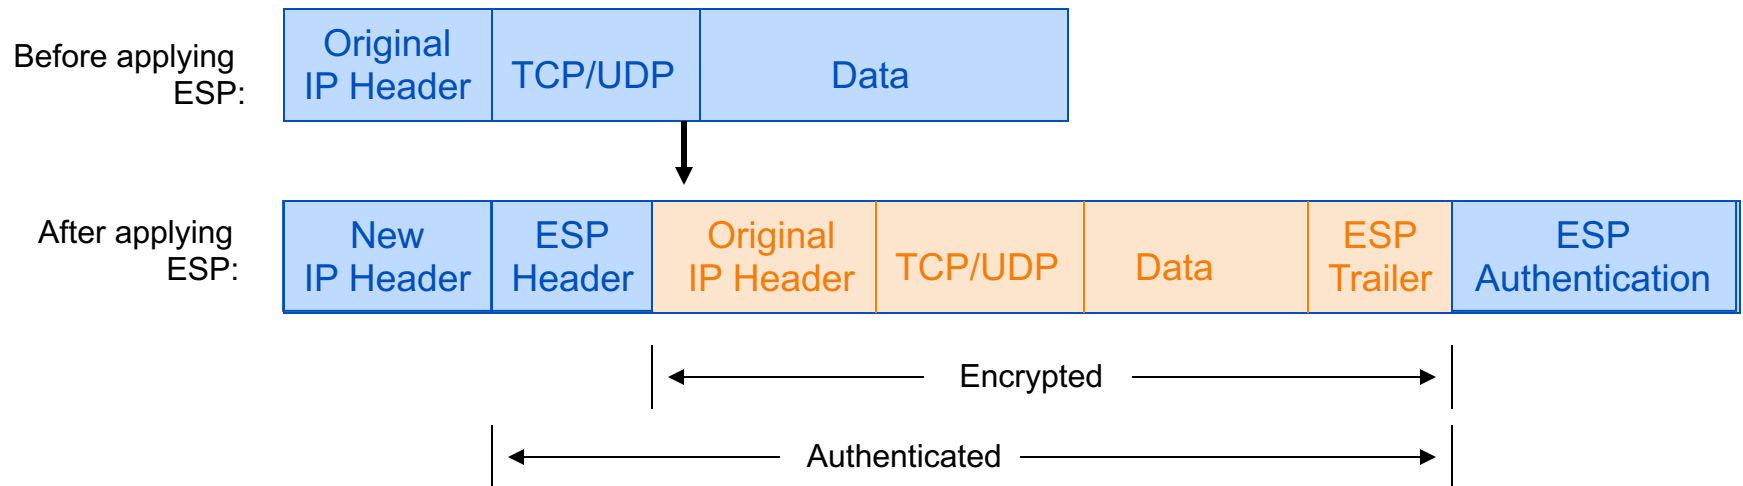 Before applying
ESP:
Original
IP Header
TCP/UDP
Data
After applying
ESP:
New
IP Header
ESP
Header
Original
IP Header
TCP/UDP
Data
ESP
Trailer
ESP
Authentication
Encrypted
Authenticated